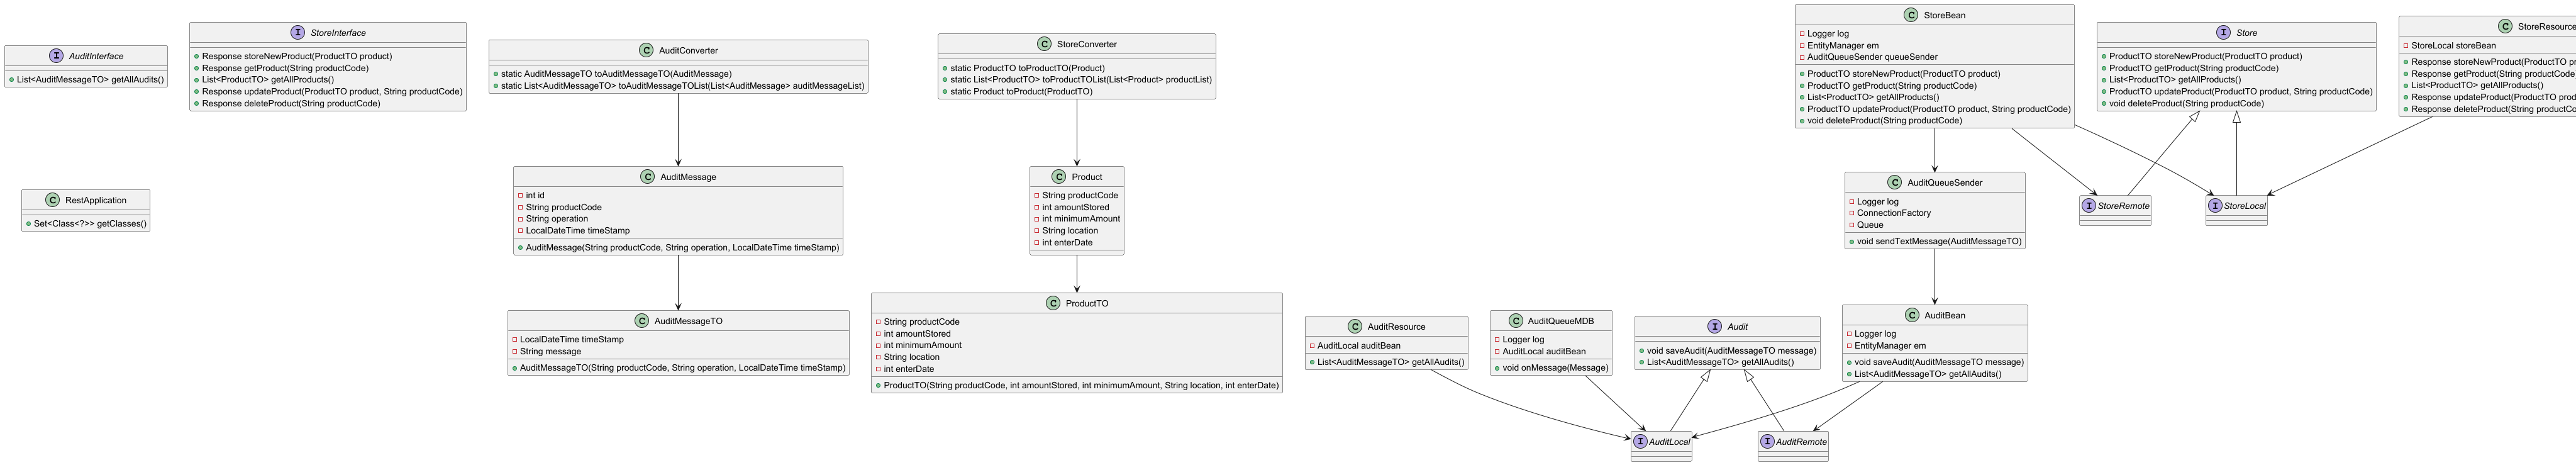 AuditInterface
List<AuditMessageTO> getAllAudits()
StoreInterface
Response storeNewProduct(ProductTO product)
Response getProduct(String productCode)
List<ProductTO> getAllProducts()
Response updateProduct(ProductTO product, String productCode)
Response deleteProduct(String productCode)
AuditConverter
static AuditMessageTO toAuditMessageTO(AuditMessage)
static List<AuditMessageTO> toAuditMessageTOList(List<AuditMessage> auditMessageList)
StoreConverter
static ProductTO toProductTO(Product)
static List<ProductTO> toProductTOList(List<Product> productList)
static Product toProduct(ProductTO)
StoreBean
Logger log
EntityManager em
AuditQueueSender queueSender
ProductTO storeNewProduct(ProductTO product)
ProductTO getProduct(String productCode)
List<ProductTO> getAllProducts()
ProductTO updateProduct(ProductTO product, String productCode)
void deleteProduct(String productCode)
Store
ProductTO storeNewProduct(ProductTO product)
ProductTO getProduct(String productCode)
List<ProductTO> getAllProducts()
ProductTO updateProduct(ProductTO product, String productCode)
void deleteProduct(String productCode)
StoreResource
StoreLocal storeBean
Response storeNewProduct(ProductTO pr
Response getProduct(String productCode
List<ProductTO> getAllProducts()
Response updateProduct(ProductTO prod
Response deleteProduct(String productCo
RestApplication
Set<Class<?>> getClasses()
AuditMessage
int id
String productCode
String operation
LocalDateTime timeStamp
AuditMessage(String productCode, String operation, LocalDateTime timeStamp)
Product
String productCode
int amountStored
int minimumAmount
String location
int enterDate
AuditQueueSender
Logger log
ConnectionFactory
Queue
void sendTextMessage(AuditMessageTO)
StoreRemote
StoreLocal
AuditMessageTO
LocalDateTime timeStamp
String message
AuditMessageTO(String productCode, String operation, LocalDateTime timeStamp)
ProductTO
String productCode
int amountStored
int minimumAmount
String location
int enterDate
ProductTO(String productCode, int amountStored, int minimumAmount, String location, int enterDate)
AuditResource
AuditLocal auditBean
List<AuditMessageTO> getAllAudits()
AuditQueueMDB
Logger log
AuditLocal auditBean
void onMessage(Message)
Audit
void saveAudit(AuditMessageTO message)
List<AuditMessageTO> getAllAudits()
AuditBean
Logger log
EntityManager em
void saveAudit(AuditMessageTO message)
List<AuditMessageTO> getAllAudits()
AuditLocal
AuditRemote